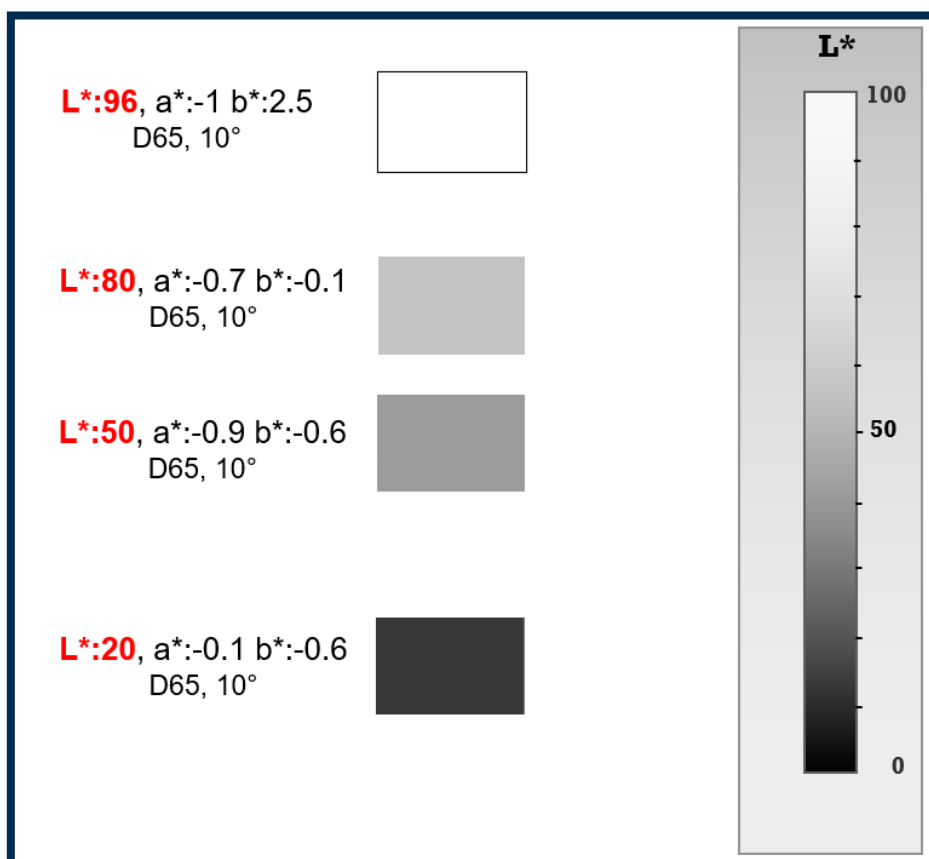 L*:96, a*:-1 b*:2.5
D65, 10°
L*:80, a*:-0.7 b*:-0.1
D65, 10°
L*:50, a*:-0.9 b*:-0.6
D65, 10°
L*:20, a*:-0.1 b*:-0.6
D65, 10°
L*
100
50
0